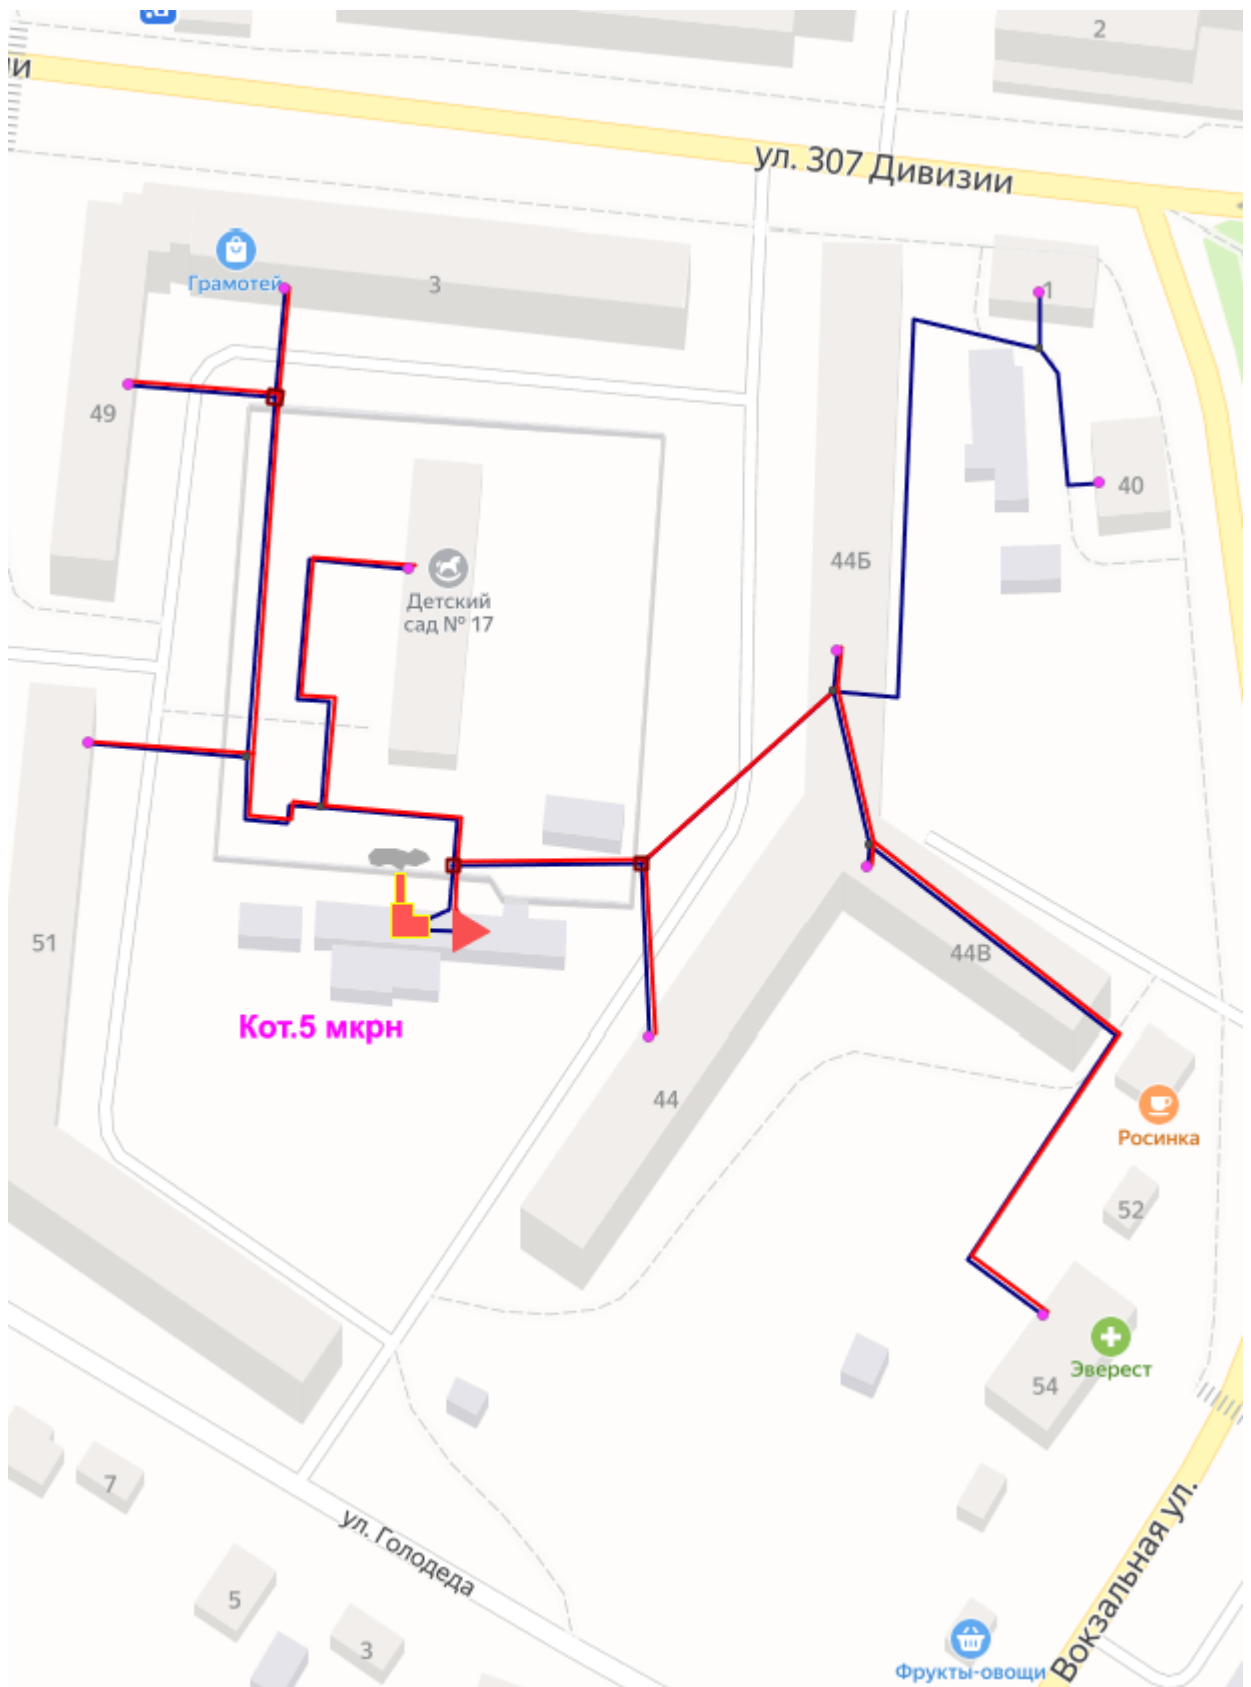 2
ии
ул. 307 Дивизии
Грамотей
3
1
49
40
44Б
Детский
сад № 17
51
44В
Кот.5 мкрн
44
Росинка
52
Эверест
54
7
ул. Голодеда
Вокзальная ул.
5
3
Фрукты-овощи